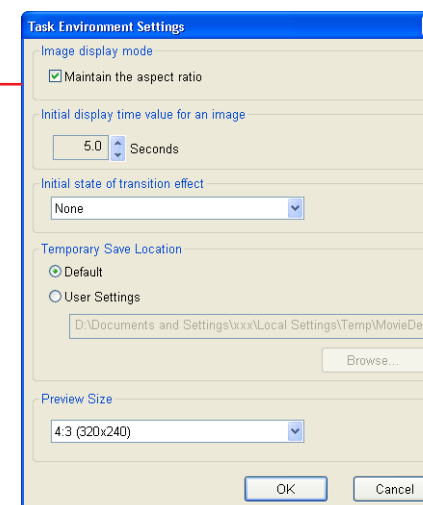 Task Environment Settings
Image display mode
Maintain the aspect ratio
Initial display time value for an image
5.0 Seconds
Initial state of transition effect
None
Temporary Save Location
Default
User Settings
D:\Documents and Settings\xxx\Local Settings\Temp\MovieDe
Browse...
Preview Size
4:3 (320x240)
OK Cancel